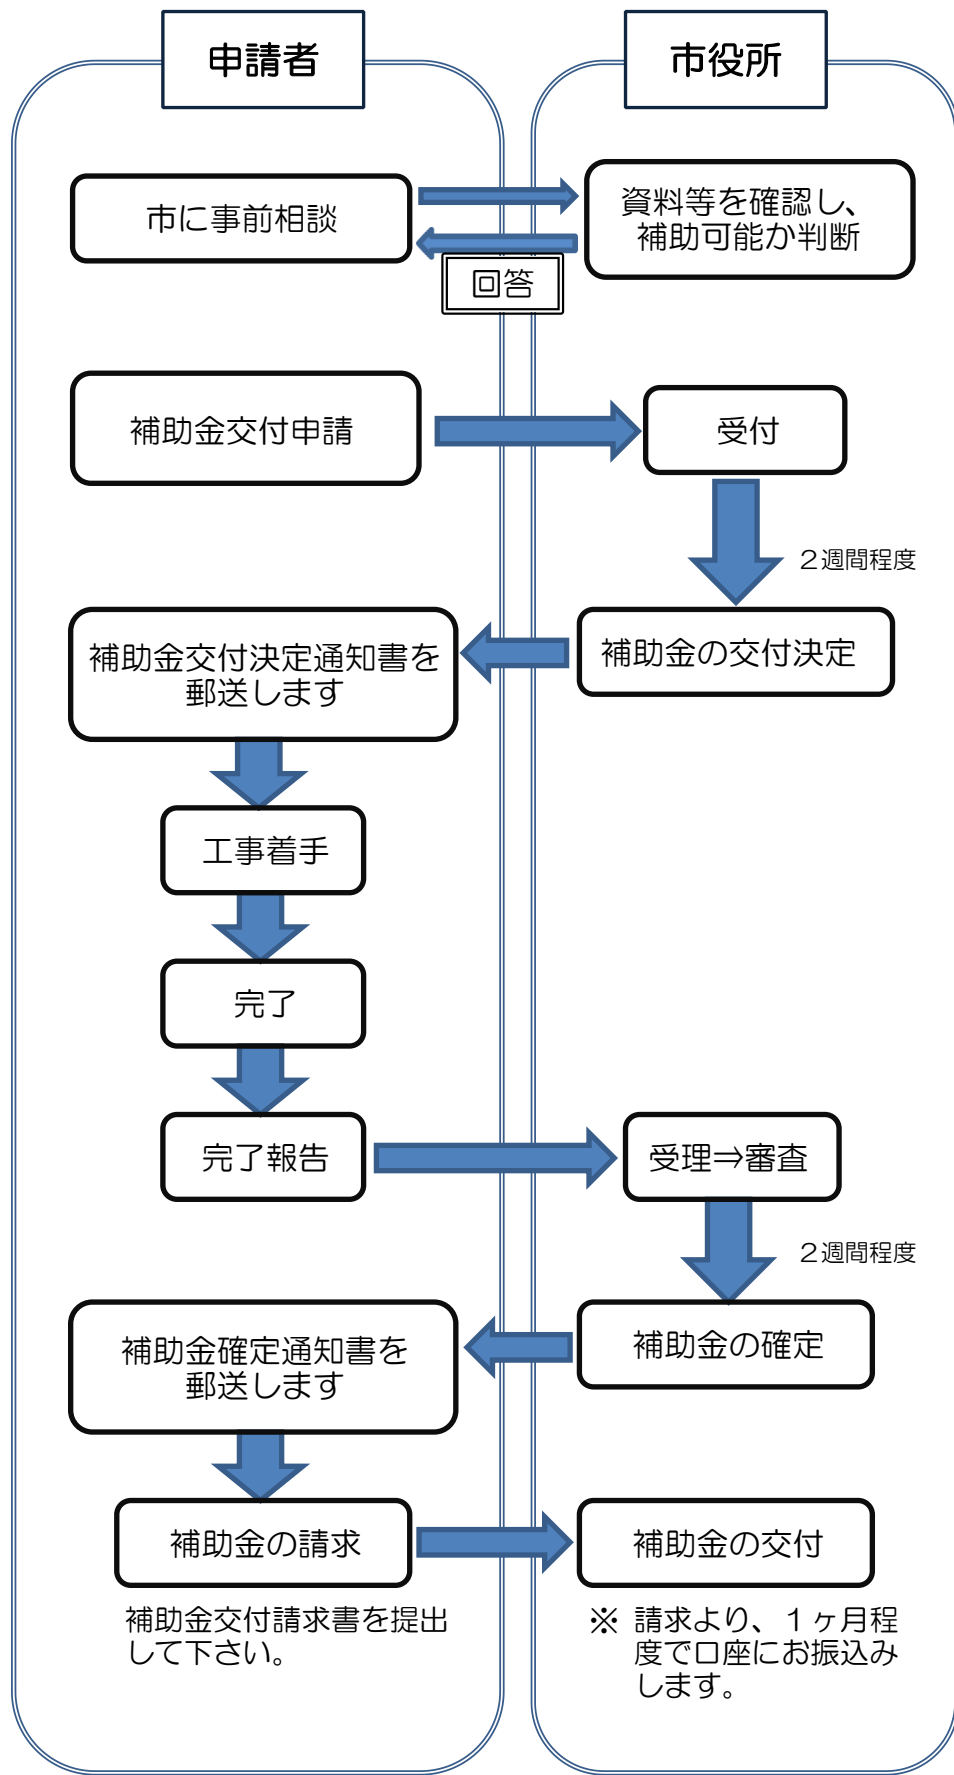 申請者
市役所
市に事前相談
資料等を確認し、
補助可能か判断
回答
補助金交付申請
受付
２週間程度
補助金の交付決定
補助金交付決定通知書を
郵送します
工事着手
完了
完了報告
受理⇒審査
２週間程度
補助金の確定
補助金確定通知書を
郵送します
補助金の請求
補助金の交付
補助金交付請求書を提出
して下さい。
※ 請求より、１ヶ月程
度で口座にお振込み
します。